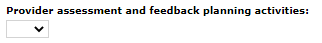 Provider assessment and feedback planning activities: